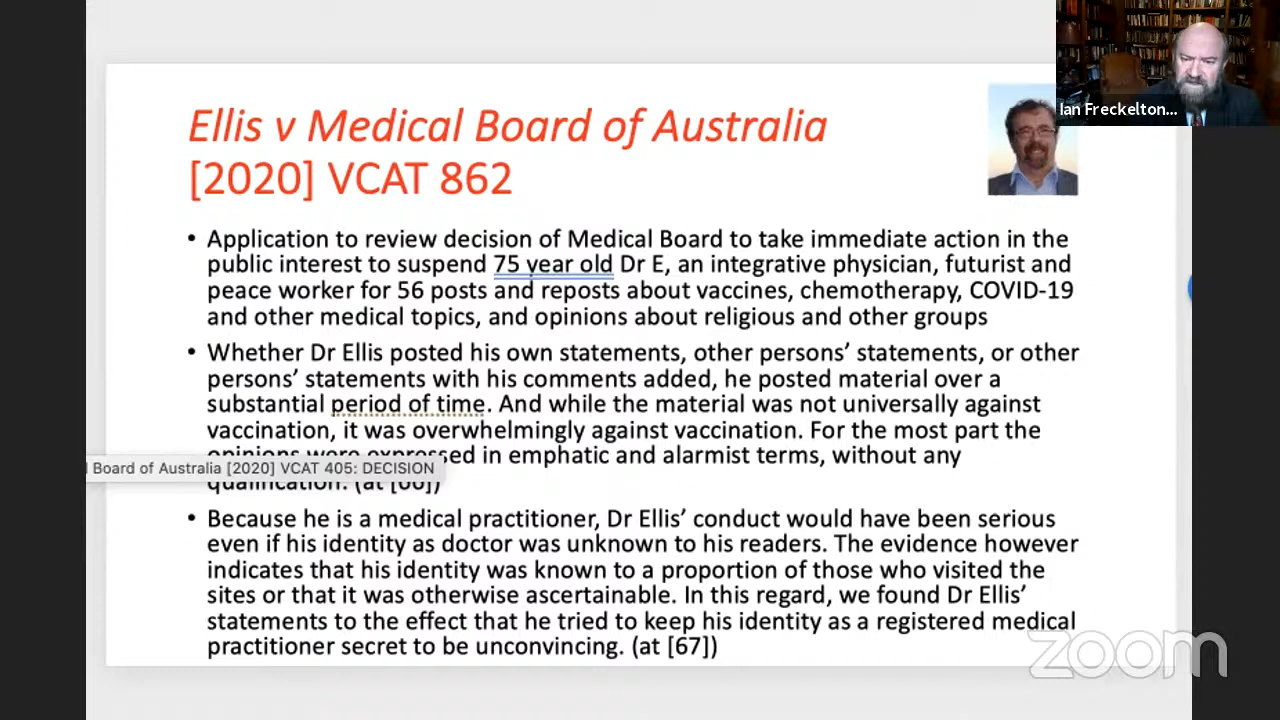 Ian Freckelton...
Ellis v Medical Board of Australia
[2020] VCAT 862
• Application to review decision of Medical Board to take immediate action in the
public interest to suspend 75 year old Dr E, an integrative physician, futurist and
peace worker for 56 posts and reposts about vaccines, chemotherapy, COVID-19
and other medical topics, and opinions about religious and other groups
• Whether Dr Ellis posted his own statements, other persons’ statements, or other
persons’ statements with his comments added, he posted material over a
substantial period of time. And while the material was not universally against
vaccination, it was overwhelmingly against vaccination. For the most part the
opinions were expressed in emphatic and alarmist terms, without any
Board of Australia [2020] VCAT 405: DECISION
qualification. (at [66])
• Because he is a medical practitioner, Dr Ellis’ conduct would have been serious
even if his identity as doctor was unknown to his readers. The evidence however
indicates that his identity was known to a proportion of those who visited the
sites or that it was otherwise ascertainable. In this regard, we found Dr Ellis’
statements to the effect that he tried to keep his identity as a registered medical
practitioner secret to be unconvincing. (at [67])
zoom